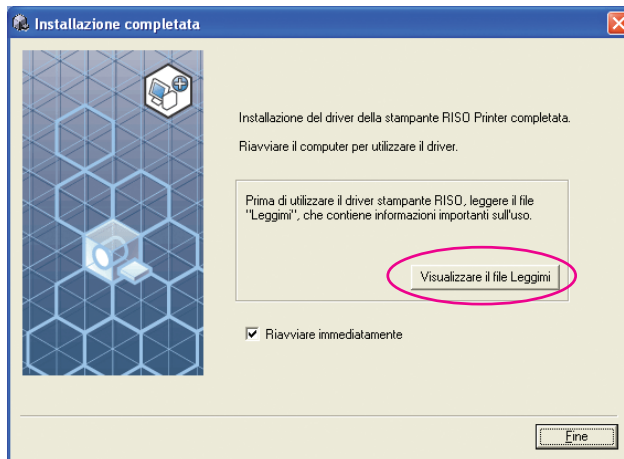 Installazione completata
Installazione del driver della stampante RISO Printer completata.
Riavviare il computer per utilizzare il driver.
Prima di utilizzare il driver stampante RISO, leggere il file
"Leggimi", che contiene informazioni importanti sull'uso.
Visualizzare il file Leggimi
Riavviare immediatamente
Fine